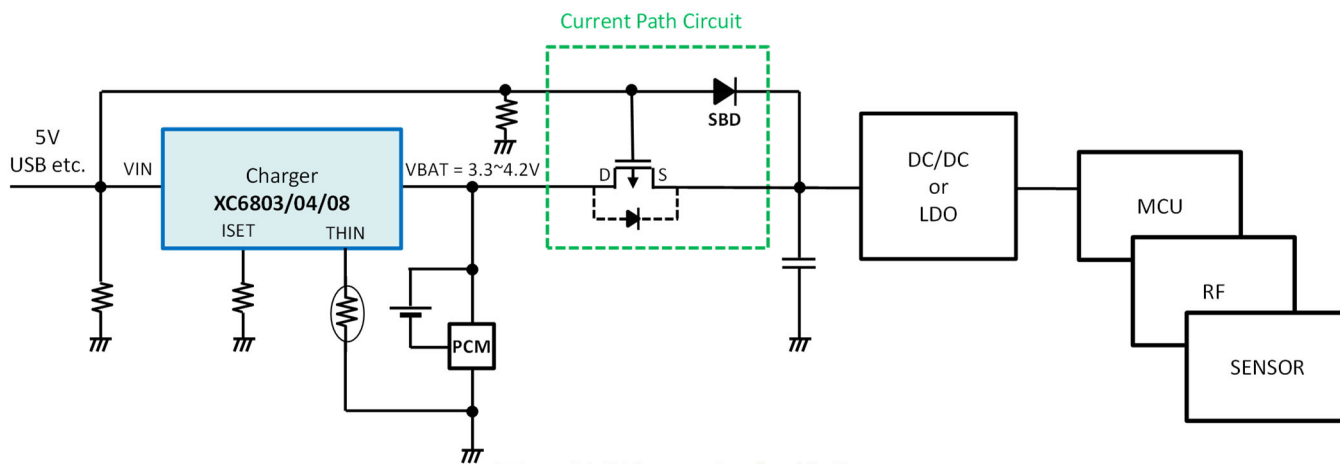 Current Path Circuit
SBD
5V
USB etc.
VIN
Charger
XC6803/04/08
ISET
THIN
VBAT = 3.3~4.2V
D
S
PCM
DC/DC
or
LDO
MCU
RF
SENSOR